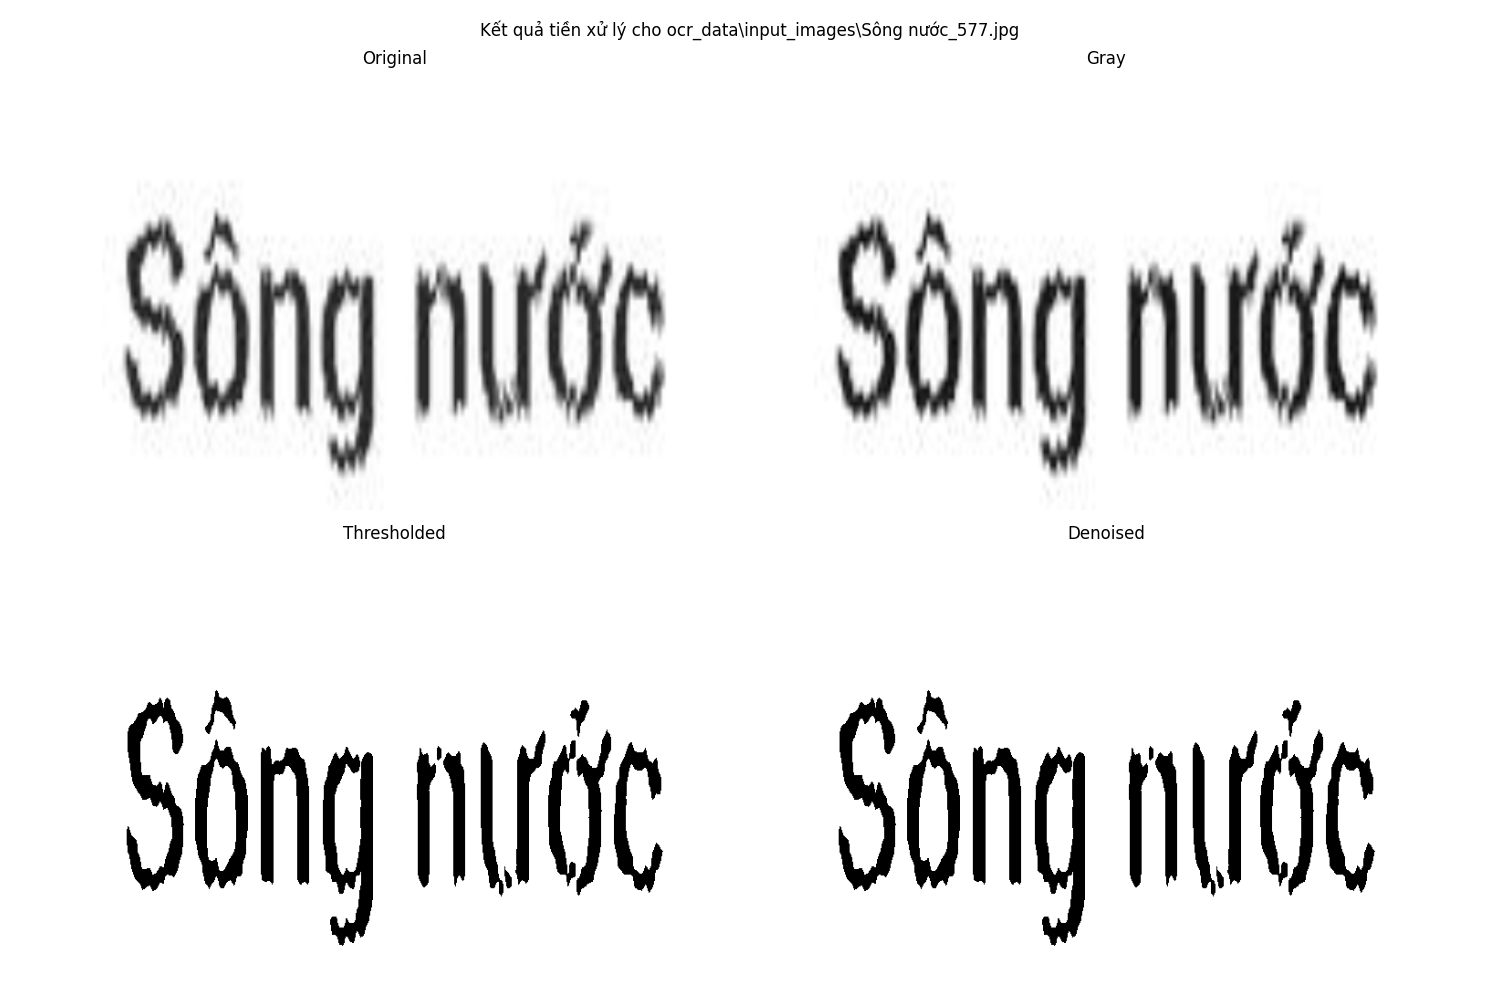 Kết quả tiền xử lý cho ocr_data\input_images\Sông nước_577.jpg
Original
Gray
Sông nước
Sông nước
Thresholded
Denoised
Sông nước
Sông nước